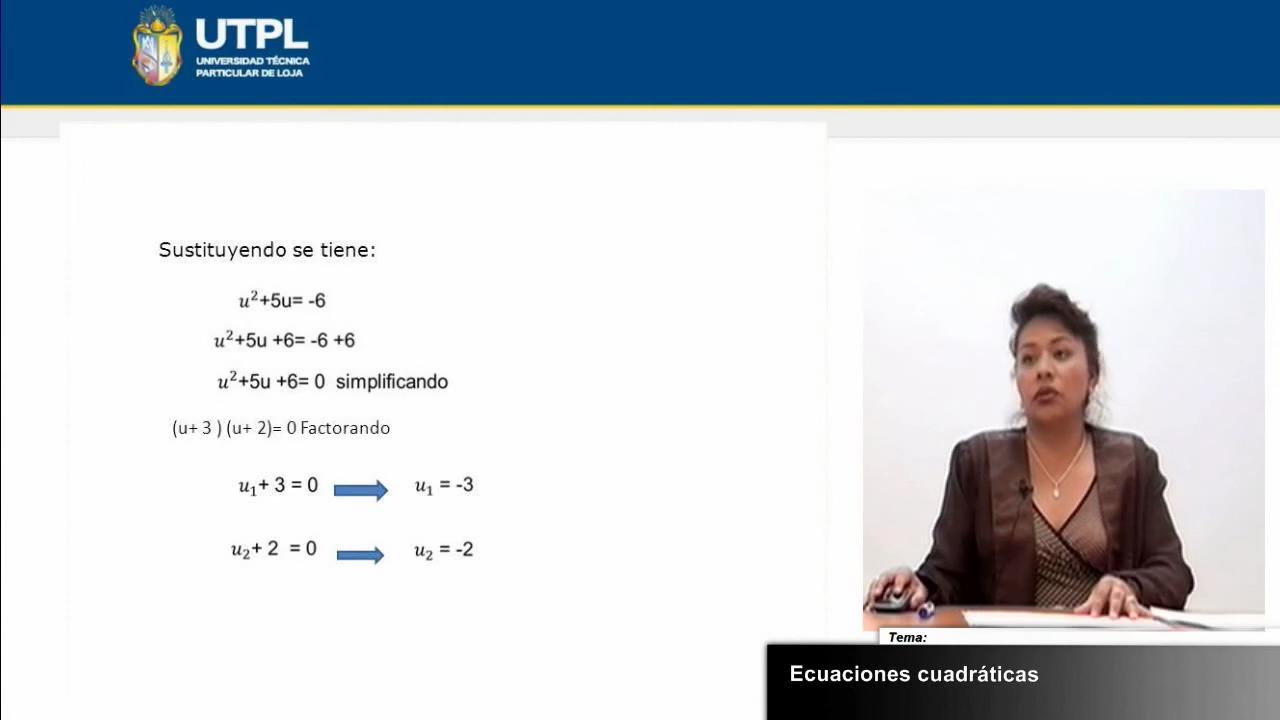 UTPL
UNIVERSIDAD TÉCNICA
PARTICULAR DE LOJA
Sustituyendo se tiene:
u²+5u= -6
u²+5u +6= -6 +6
u²+5u +6= 0 simplificando
(u+ 3 ) (u+ 2)= 0 Factorando
u₁+ 3 = 0 u₁ = -3
u₂+ 2 = 0 u₂ = -2
Tema:
Ecuaciones cuadráticas